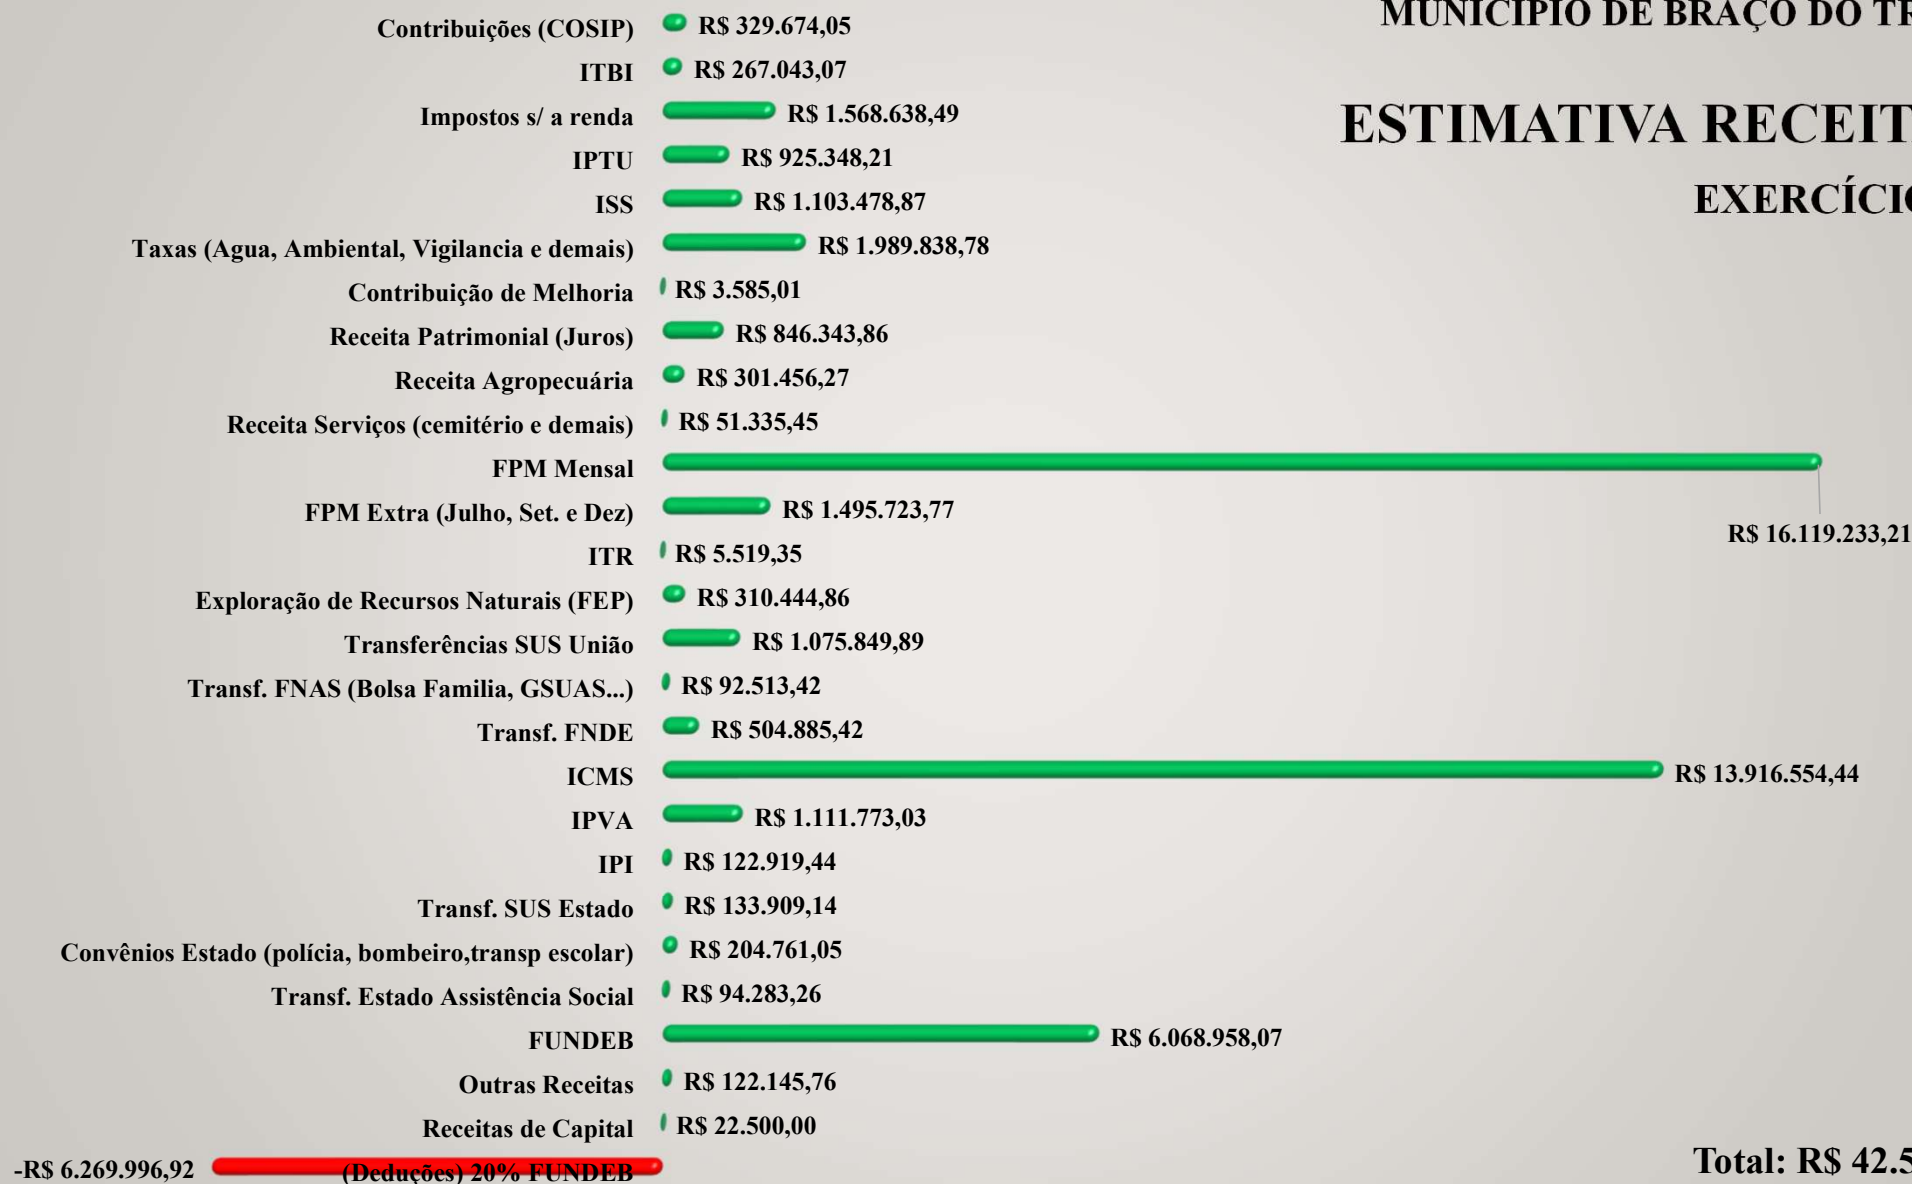 MUNICÍPIO DE BRAÇO DO TR
ESTIMATIVA RECEIT
EXERCÍCI
Contribuições (COSIP) R$ 329.674,05
ITBI R$ 267.043,07
Impostos s/ a renda R$ 1.568.638,49
IPTU R$ 925.348,21
ISS R$ 1.103.478,87
Taxas (Agua, Ambiental, Vigilancia e demais) R$ 1.989.838,78
Contribuição de Melhoria R$ 3.585,01
Receita Patrimonial (Juros) R$ 846.343,86
Receita Agropecuária R$ 301.456,27
Receita Serviços (cemitério e demais) R$ 51.335,45
FPM Mensal R$ 16.119.233,21
FPM Extra (Julho, Set. e Dez) R$ 1.495.723,77
ITR R$ 5.519,35
Exploração de Recursos Naturais (FEP) R$ 310.444,86
Transferências SUS União R$ 1.075.849,89
Transf. FNAS (Bolsa Familia, GSUAS...) R$ 92.513,42
Transf. FNDE R$ 504.885,42
ICMS R$ 13.916.554,44
IPVA R$ 1.111.773,03
IPI R$ 122.919,44
Transf. SUS Estado R$ 133.909,14
Convênios Estado (polícia, bombeiro,transp escolar) R$ 204.761,05
Transf. Estado Assistência Social R$ 94.283,26
FUNDEB R$ 6.068.958,07
Outras Receitas R$ 122.145,76
Receitas de Capital R$ 22.500,00
-R$ 6.269.996,92 (Deduções) 20% FUNDEB
Total: R$ 42.5